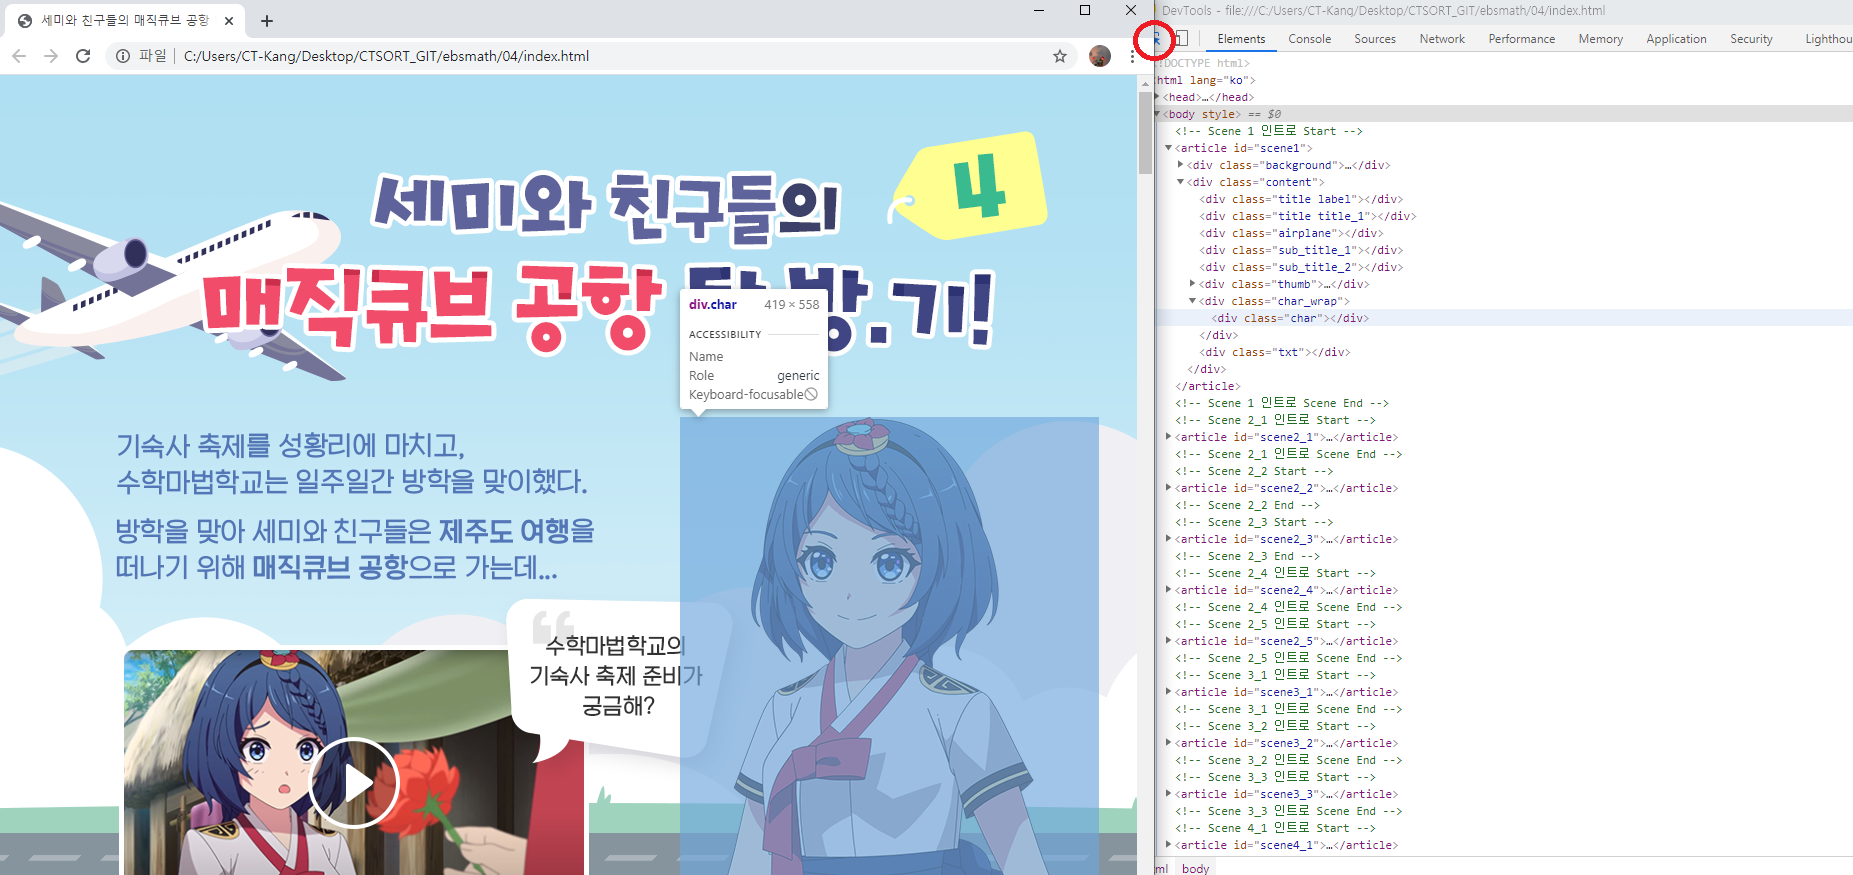 세미와 친구들의 매직큐브 공항
파일
C:/Users/CT-Kang/Desktop/CTSORT_GIT/ebsmath/04/index.html
세미와 친구들의
4
매직큐브 공항
기!
div.char 419 × 558
ACCESSIBILITY
Name
Role generic
Keyboard-focusable
기숙사 축제를 성황리에 마치고,
수학마법학교는 일주일간 방학을 맞이했다.
방학을 맞아 세미와 친구들은 제주도 여행을
떠나기 위해 매직큐브 공항으로 가는데...
수학마법학교의
기숙사 축제 준비가
궁금해?
DevTools - file:///C:/Users/CT-Kang/Desktop/CTSORT_GIT/ebsmath/04/index.html
Elements Console Sources Network Performance Memory Application Security Lighthou
!DOCTYPE html>
html lang="ko">
<head>…</head>
<body style> == $0
<!-- Scene 1 인트로 Start -->
<article id="scene1">
<div class="background">…</div>
<div class="content">
<div class="title label"></div>
<div class="title title_1"></div>
<div class="airplane"></div>
<div class="sub_title_1"></div>
<div class="sub_title_2"></div>
<div class="thumb">…</div>
<div class="char_wrap">
<div class="char"></div>
</div>
<div class="txt"></div>
</div>
</article>
<!-- Scene 1 인트로 Scene End -->
<!-- Scene 2_1 인트로 Start -->
<article id="scene2_1">…</article>
<!-- Scene 2_1 인트로 Scene End -->
<!-- Scene 2_2 Start -->
<article id="scene2_2">…</article>
<!-- Scene 2_2 End -->
<!-- Scene 2_3 Start -->
<article id="scene2_3">…</article>
<!-- Scene 2_3 End -->
<!-- Scene 2_4 인트로 Start -->
<article id="scene2_4">…</article>
<!-- Scene 2_4 인트로 Scene End -->
<!-- Scene 2_5 인트로 Start -->
<article id="scene2_5">…</article>
<!-- Scene 2_5 인트로 Scene End -->
<!-- Scene 3_1 인트로 Start -->
<article id="scene3_1">…</article>
<!-- Scene 3_1 인트로 Scene End -->
<!-- Scene 3_2 인트로 Start -->
<article id="scene3_2">…</article>
<!-- Scene 3_2 인트로 Scene End -->
<!-- Scene 3_3 인트로 Start -->
<article id="scene3_3">…</article>
<!-- Scene 3_3 인트로 Scene End -->
<!-- Scene 4_1 인트로 Start -->
<article id="scene4_1">…</article>
ml body